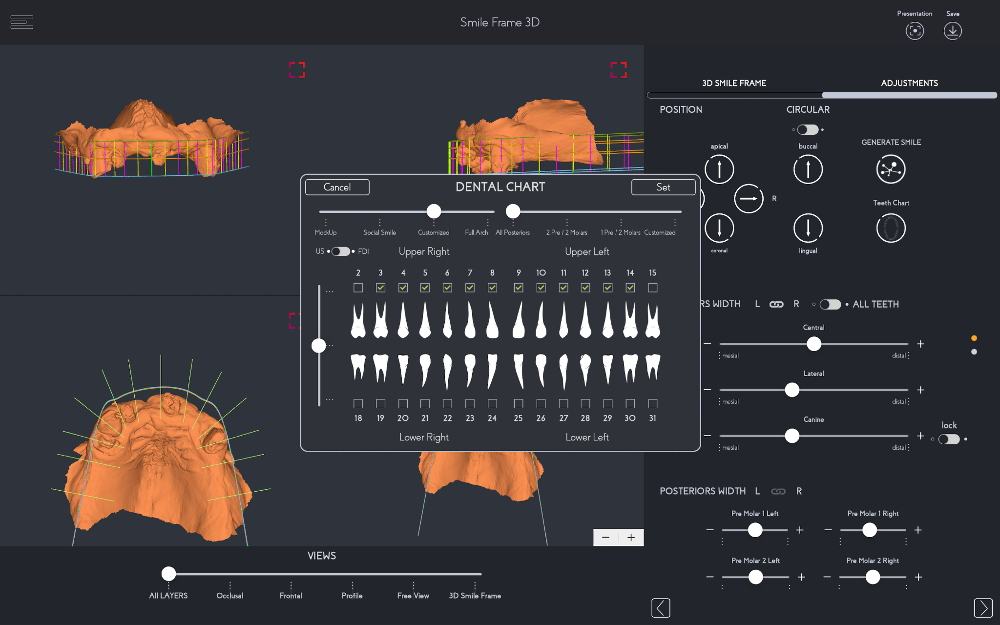 Smile Frame 3D
Presentation
Save
3D SMILE FRAME
ADJUSTMENTS
POSITION
CIRCULAR
apical
buccal
GENERATE SMILE
R
Teeth Chart
coronal
lingual
Cancel
DENTAL CHART
Set
MockUp
Social Smile
Customized
Full Arch
All Posteriors
2 Pre / 2 Molars
1 Pre / 2 Molars
Customized
US
FDI
Upper Right
Upper Left
2 3 4 5 6 7 8 9 10 11 12 13 14 15
18 19 20 21 22 23 24 25 26 27 28 29 30 31
Lower Right
Lower Left
RS WIDTH L R
ALL TEETH
Central
mesial
distal
Lateral
mesial
distal
Canine
mesial
distal
lock
POSTERIORS WIDTH L R
Pre Molar 1 Left
Pre Molar 1 Right
Pre Molar 2 Left
Pre Molar 2 Right
VIEWS
All LAYERS
Occlusal
Frontal
Profile
Free View
3D Smile Frame